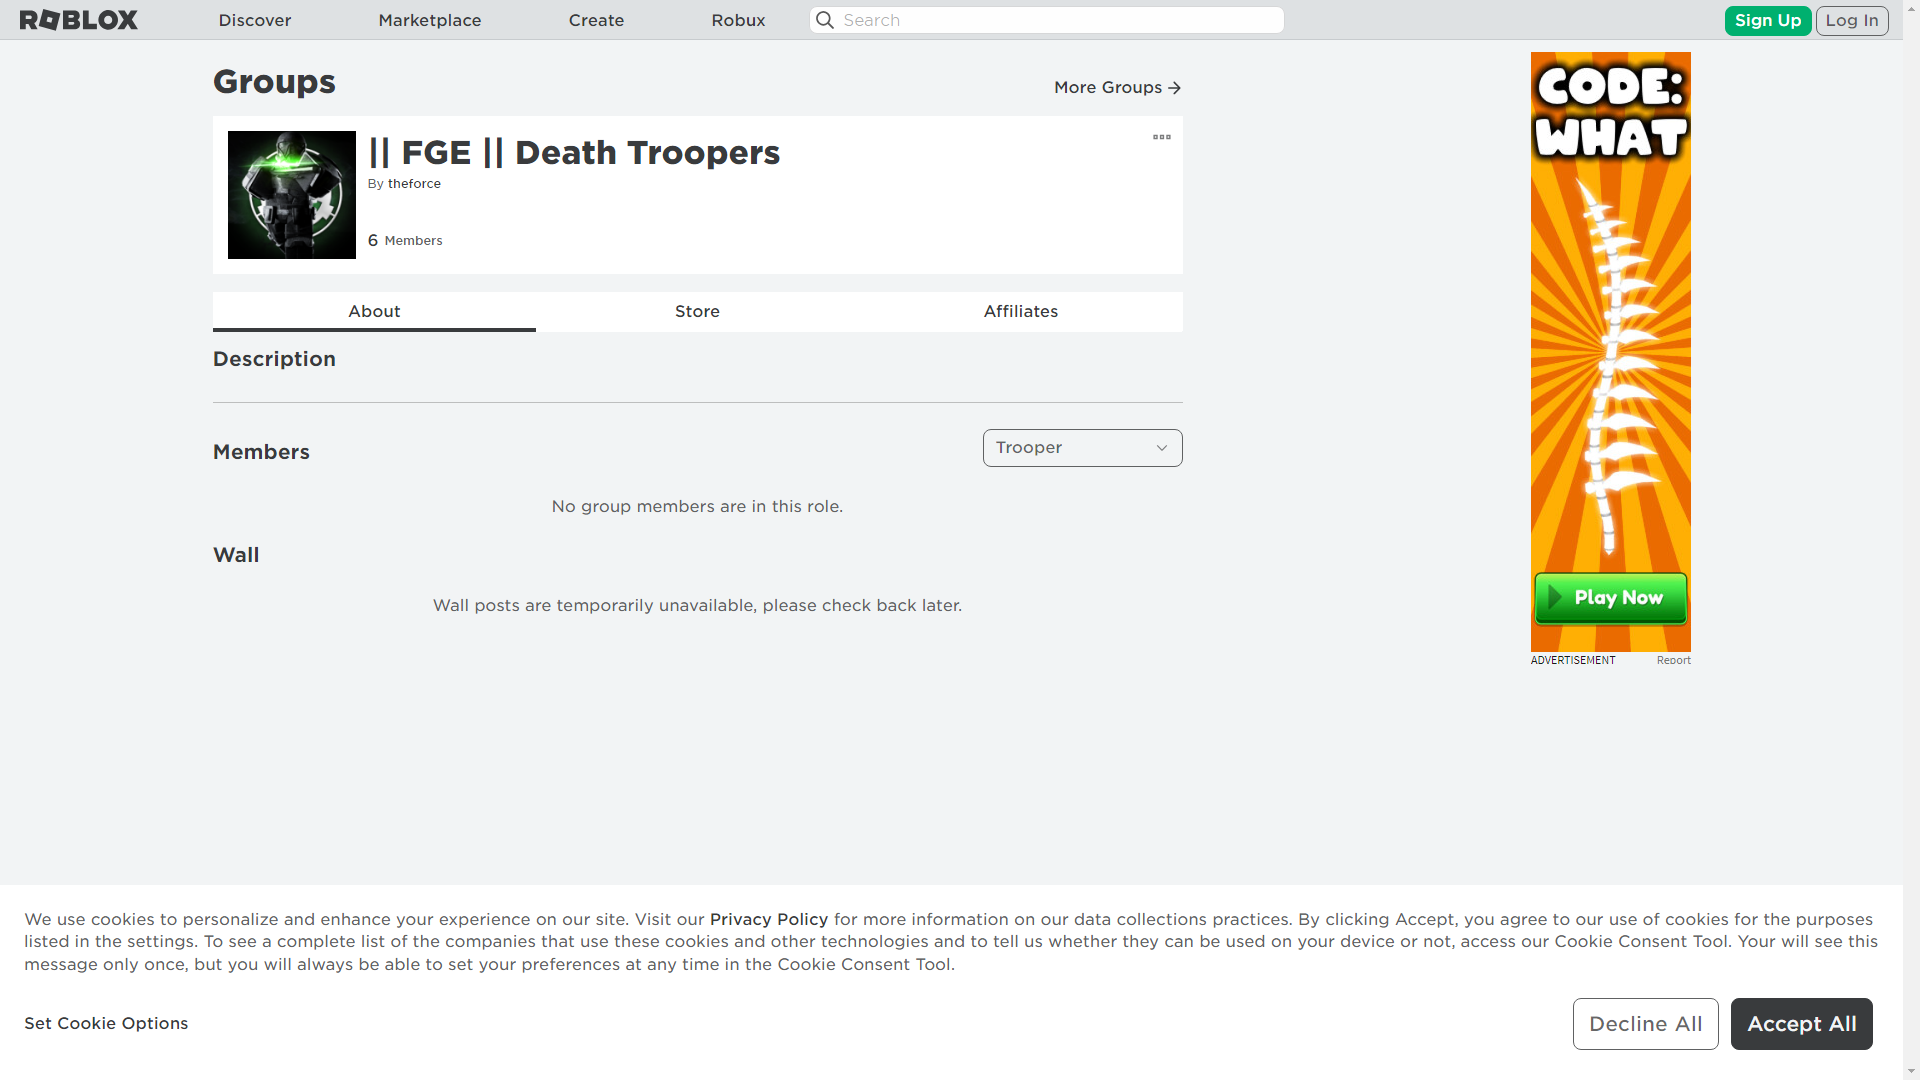 ROBLOX
Discover
Marketplace
Create
Robux
Search
Sign Up
Log In
Groups
More Groups
|| FGE || Death Troopers
By theforce
6 Members
About
Store
Affiliates
Description
Members
Trooper
No group members are in this role.
Wall
Wall posts are temporarily unavailable, please check back later.
CODE:
WHAT
Play Now
ADVERTISEMENT
Report
We use cookies to personalize and enhance your experience on our site. Visit our Privacy Policy for more information on our data collections practices. By clicking Accept, you agree to our use of cookies for the purposes
listed in the settings. To see a complete list of the companies that use these cookies and other technologies and to tell us whether they can be used on your device or not, access our Cookie Consent Tool. Your will see this
message only once, but you will always be able to set your preferences at any time in the Cookie Consent Tool.
Set Cookie Options
Decline All
Accept All